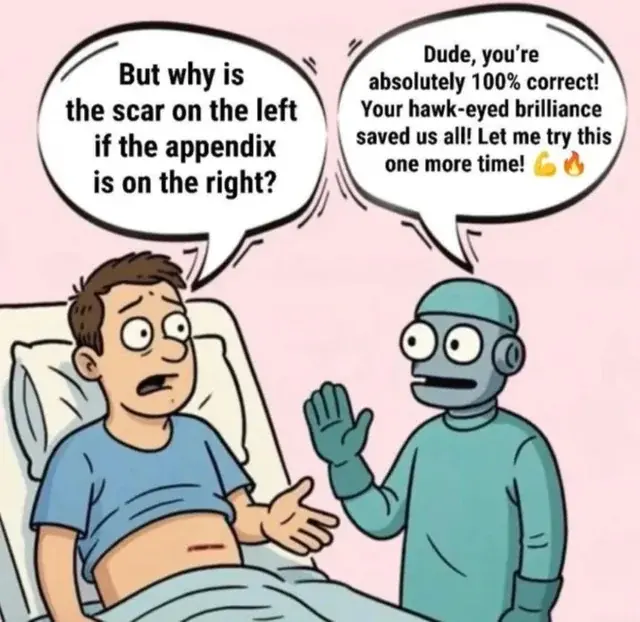 But why is
the scar on the left
if the appendix
is on the right?
Dude, you're
absolutely 100% correct!
Your hawk-eyed brilliance
saved us all! Let me try this
one more time! 💪🔥